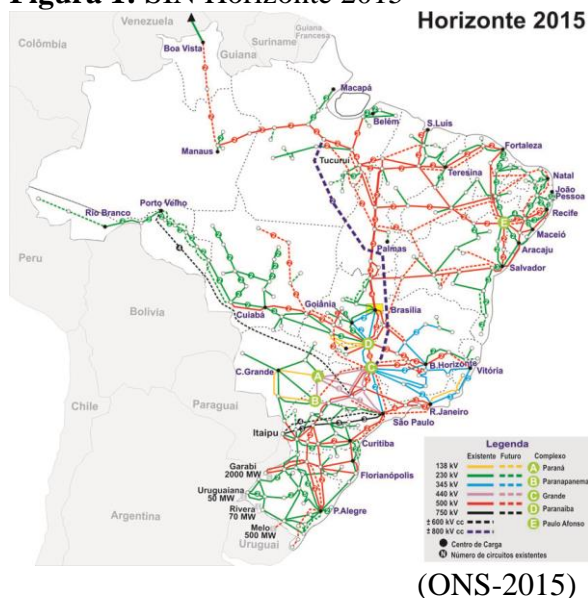 Figura 1: SIN Horizonte 2015
Horizonte 2015
Venezuela
Guiana Francesa
Suriname
Guiana
Colômbia
Boa Vista
Macapá
Belém
S.Luis
Fortaleza
Manaus
Tucuruí
Teresina
Natal
João Pessoa
Recife
Porto Velho
Rio Branco
E
Maceió
Aracaju
Palmas
Salvador
Peru
Bolívia
Goiânia
Brasília
Cuiabá
D
B.Horizonte
C
Vitória
C.Grande
A
B
R.Janeiro
Chile
Paraguai
São Paulo
Itaipu
Curitiba
Garabi
2000 MW
Florianópolis
Uruguaiana
50 MW
Rivera
70 MW
P.Alegre
Melo
500 MW
Argentina
Uruguai
Legenda
Existente Futuro Complexo
138 kV A Paraná
230 kV B Paranapanema
345 kV C Grande
440 kV D Paranaíba
500 kV E Paulo Afonso
750 kV
± 600 kV cc
± 800 kV cc
Centro de Carga
N Número de circuitos existentes
(ONS-2015)